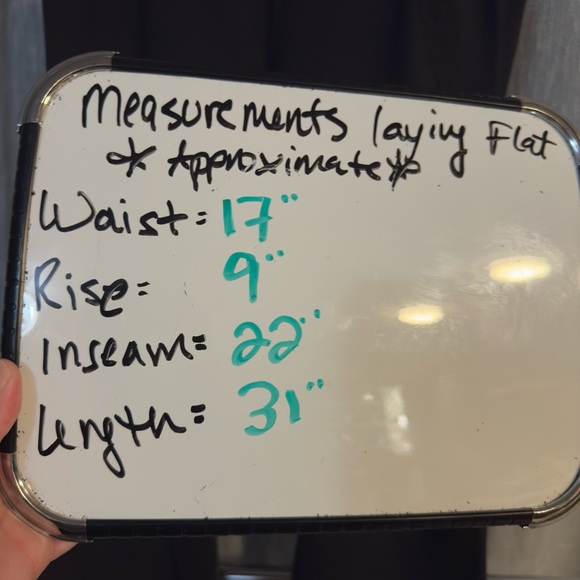 Measurements laying Flat
* Approximate *
Waist = 17"
Rise = 9"
Inseam = 22"
Length = 31"